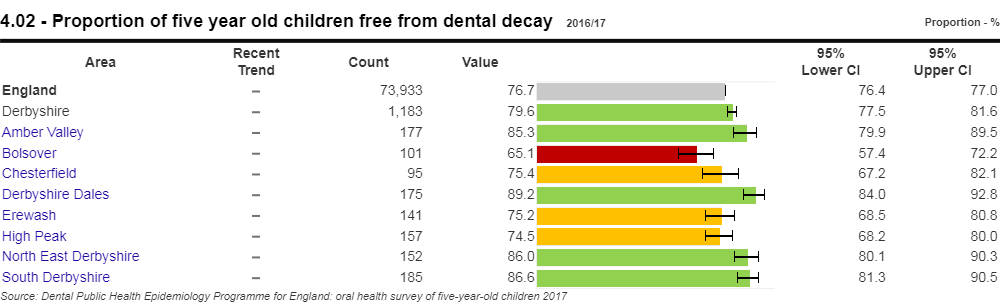 4.02 - Proportion of five year old children free from dental decay 2016/17 Proportion - %
Area Recent Trend Count Value 95% Lower CI 95% Upper CI
England – 73,933 76.7 76.4 77.0
Derbyshire – 1,183 79.6 77.5 81.6
Amber Valley – 177 85.3 79.9 89.5
Bolsover – 101 65.1 57.4 72.2
Chesterfield – 95 75.4 67.2 82.1
Derbyshire Dales – 175 89.2 84.0 92.8
Erewash – 141 75.2 68.5 80.8
High Peak – 157 74.5 68.2 80.0
North East Derbyshire – 152 86.0 80.1 90.3
South Derbyshire – 185 86.6 81.3 90.5
Source: Dental Public Health Epidemiology Programme for England: oral health survey of five-year-old children 2017